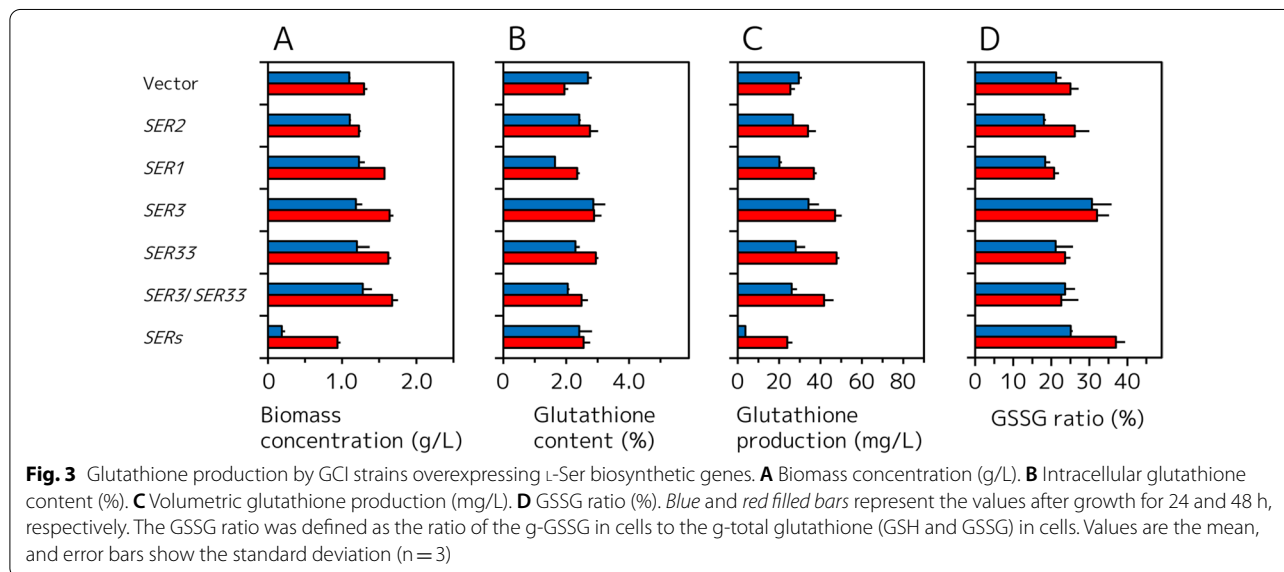 A B C D
Vector
SER2
SER1
SER3
SER33
SER3/SER33
SERs
0 1.0 2.0 0 2.0 4.0 0 20 40 60 80 0 10 20 30 40
Biomass concentration (g/L)
Glutathione content (%)
Glutathione production (mg/L)
GSSG ratio (%)
Fig. 3 Glutathione production by GCI strains overexpressing L-Ser biosynthetic genes. A Biomass concentration (g/L). B Intracellular glutathione
content (%). C Volumetric glutathione production (mg/L). D GSSG ratio (%). Blue and red filled bars represent the values after growth for 24 and 48 h,
respectively. The GSSG ratio was defined as the ratio of the g-GSSG in cells to the g-total glutathione (GSH and GSSG) in cells. Values are the mean,
and error bars show the standard deviation (n = 3)